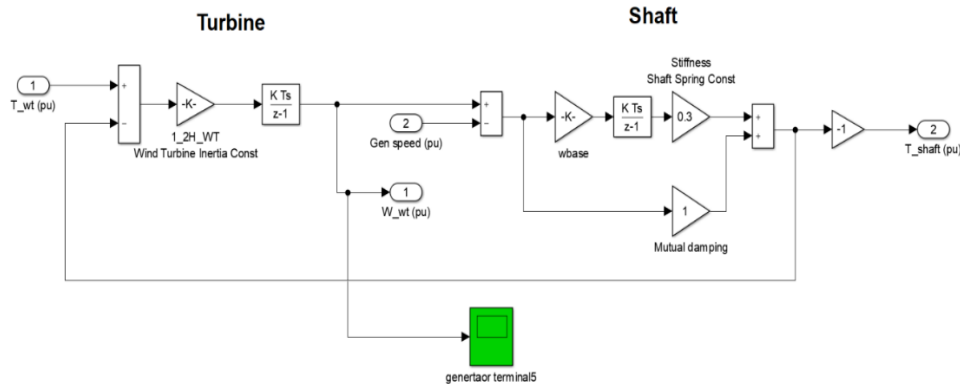 Turbine
Shaft
Stiffness
Shaft Spring Const
1
T_wt (pu)
+
−
-K-
1_2H_WT
Wind Turbine Inertia Const
K Ts
z-1
2
Gen speed (pu)
+
−
-K-
wbase
K Ts
z-1
0.3
+
+
-1
2
T_shaft (pu)
1
W_wt (pu)
1
Mutual damping
genertaor terminal5